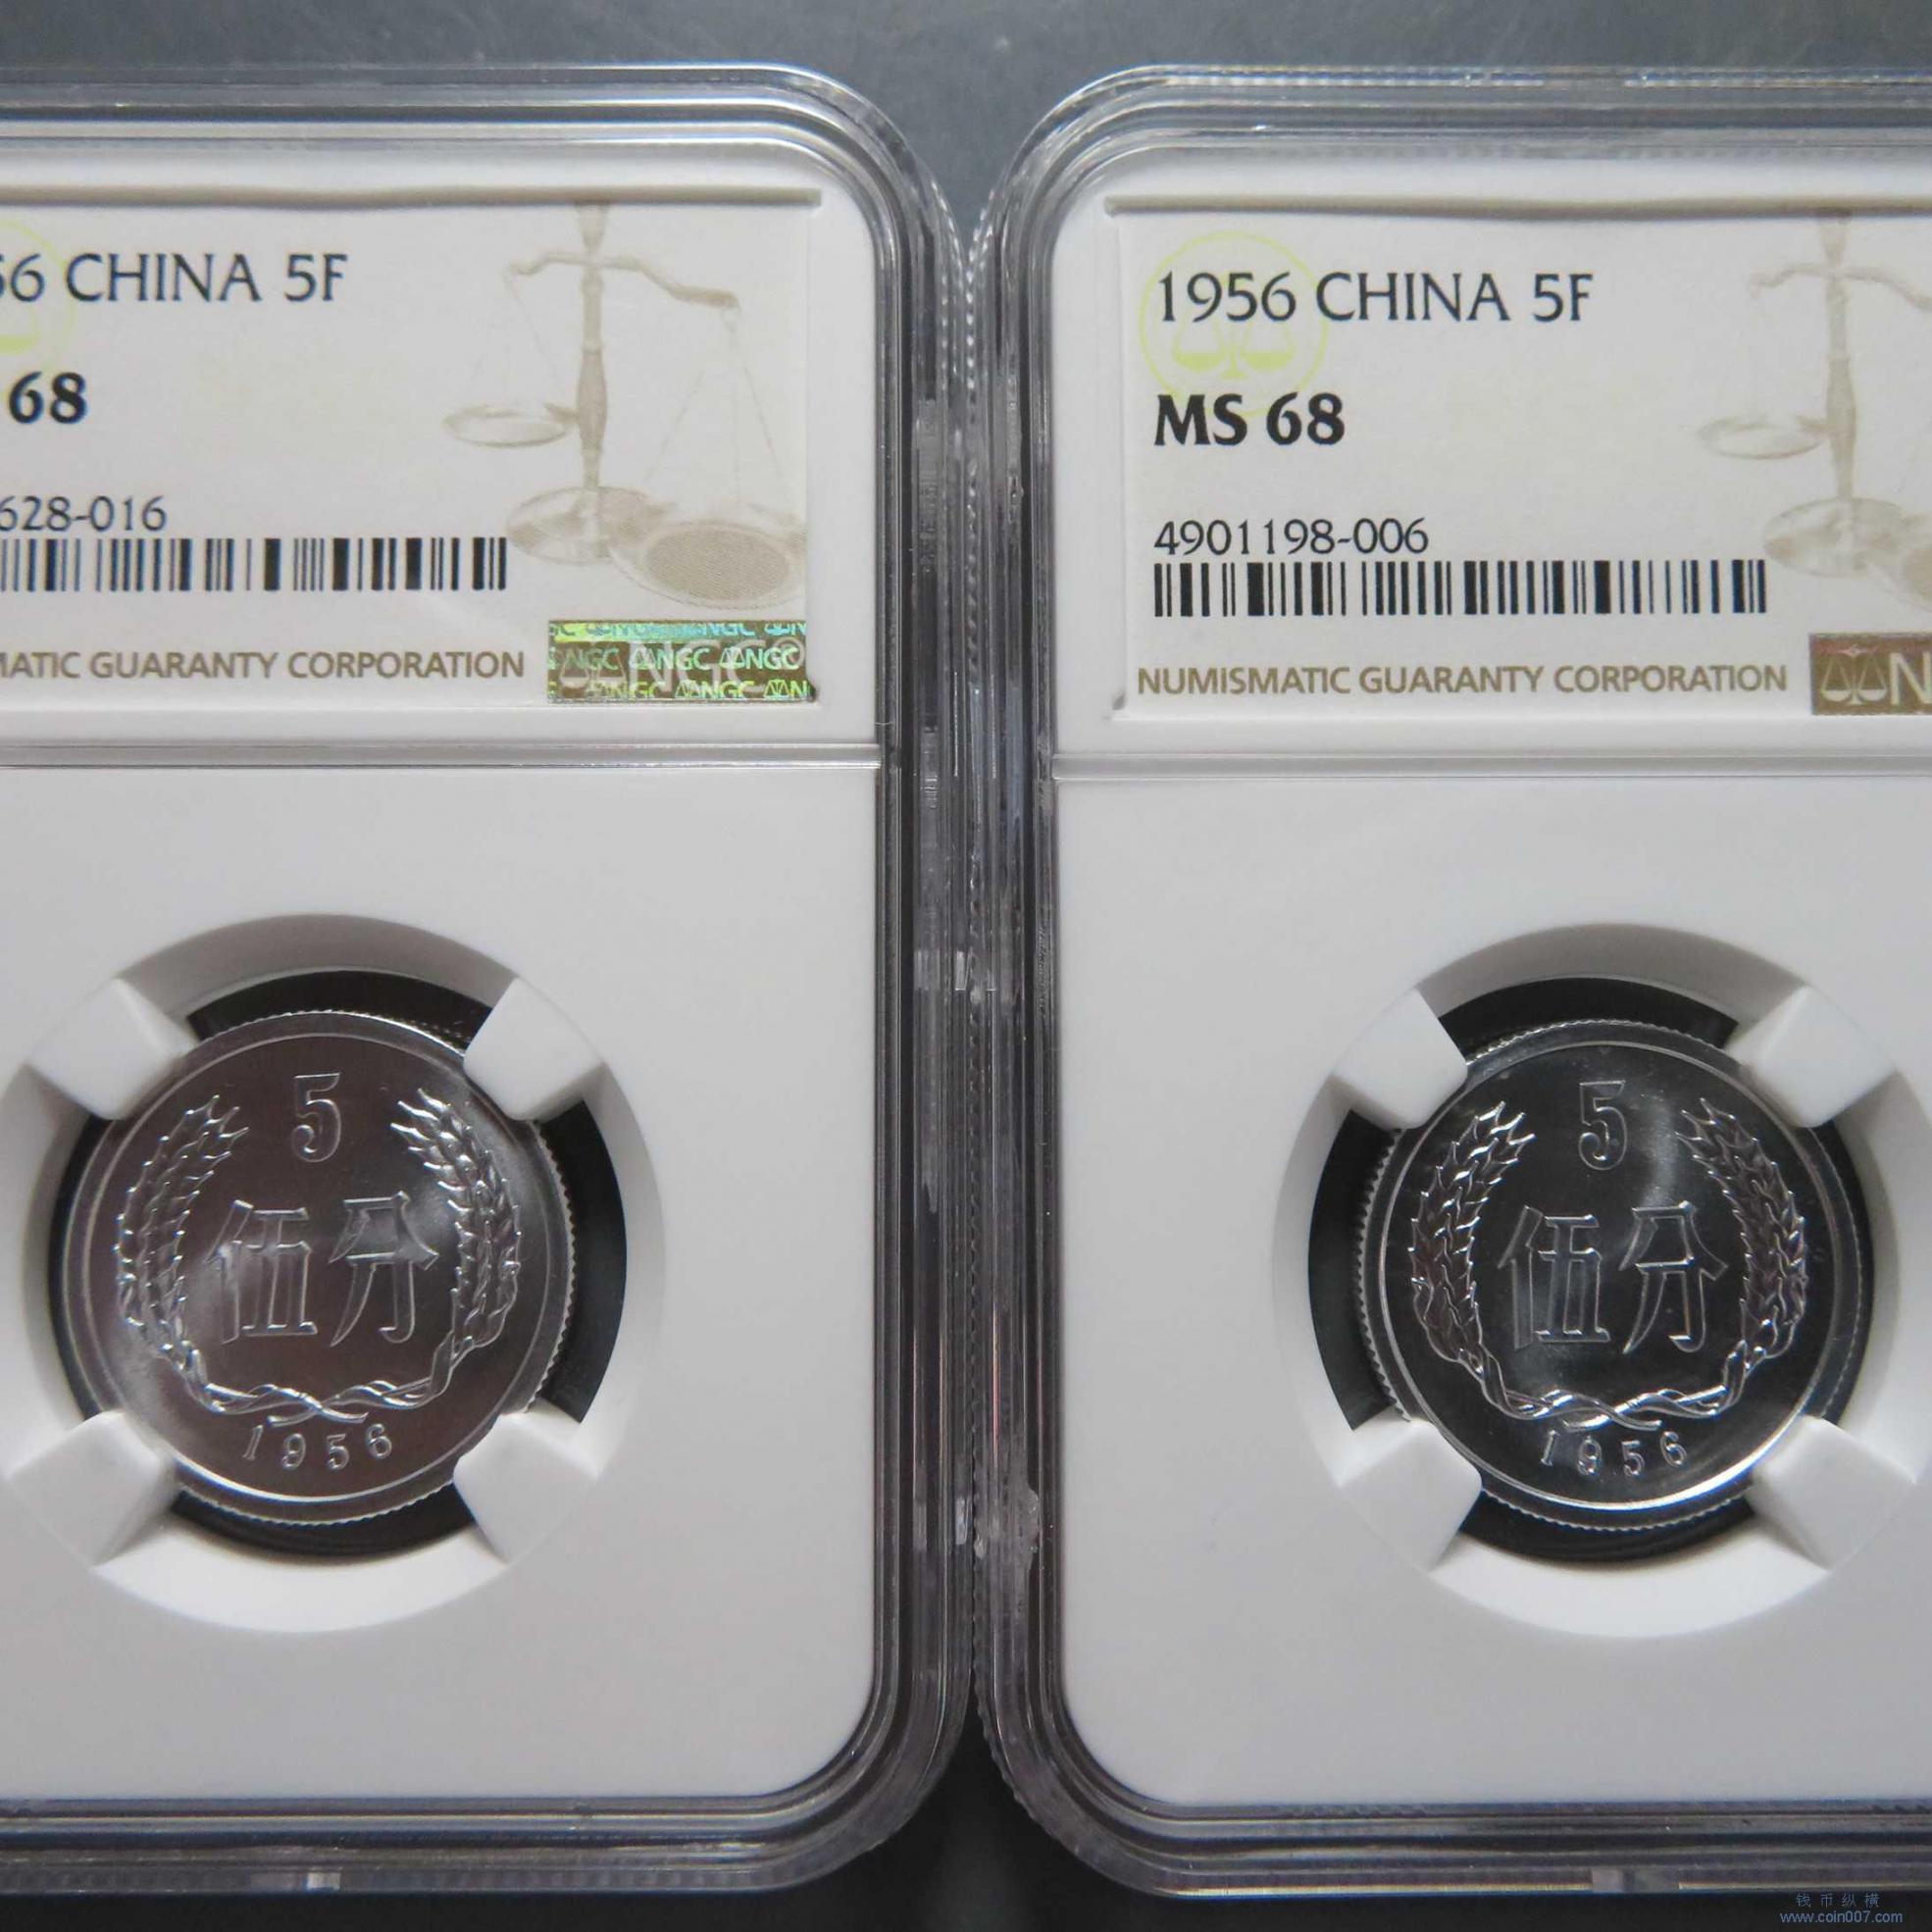 56 CHINA 5F
68
628-016
MATIC GUARANTY CORPORATION
NGC
5
伍分
1956
1956 CHINA 5F
MS 68
4901198-006
NUMISMATIC GUARANTY CORPORATION
N
5
伍分
1956
钱币纵横
www.coin007.com